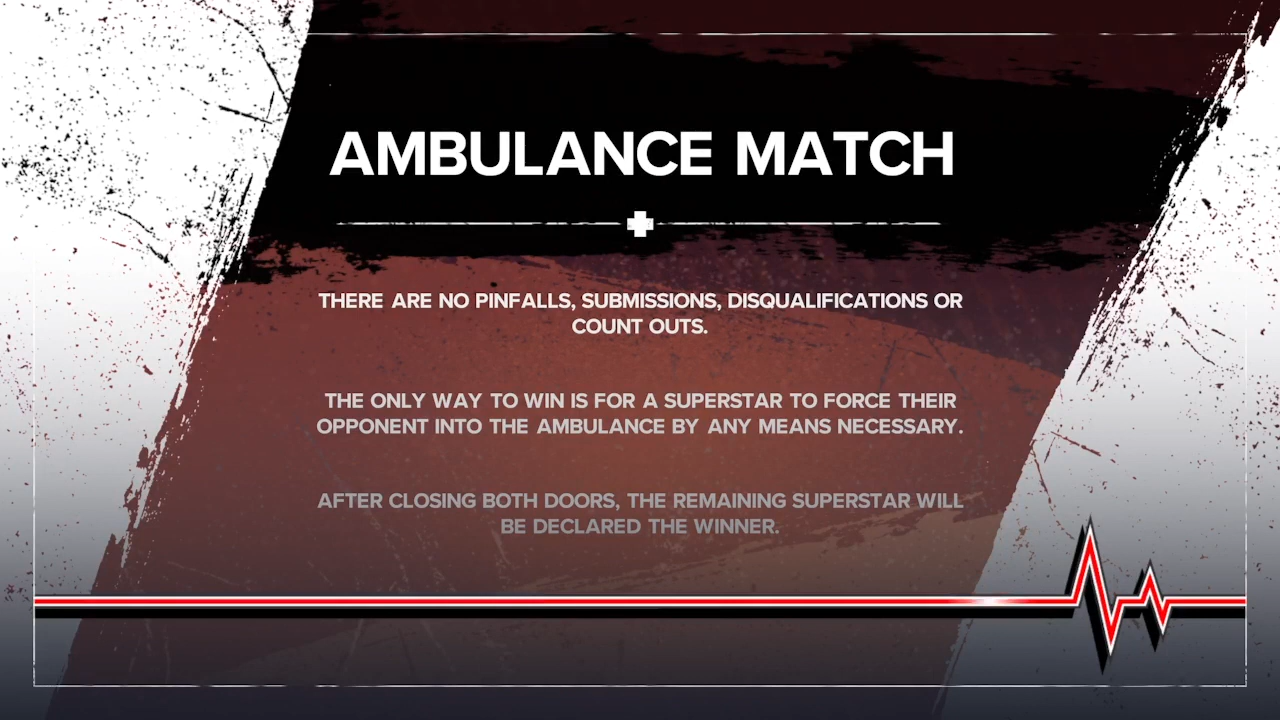 AMBULANCE MATCH
THERE ARE NO PINFALLS, SUBMISSIONS, DISQUALIFICATIONS OR
COUNT OUTS.
THE ONLY WAY TO WIN IS FOR A SUPERSTAR TO FORCE THEIR
OPPONENT INTO THE AMBULANCE BY ANY MEANS NECESSARY.
AFTER CLOSING BOTH DOORS, THE REMAINING SUPERSTAR WILL
BE DECLARED THE WINNER.